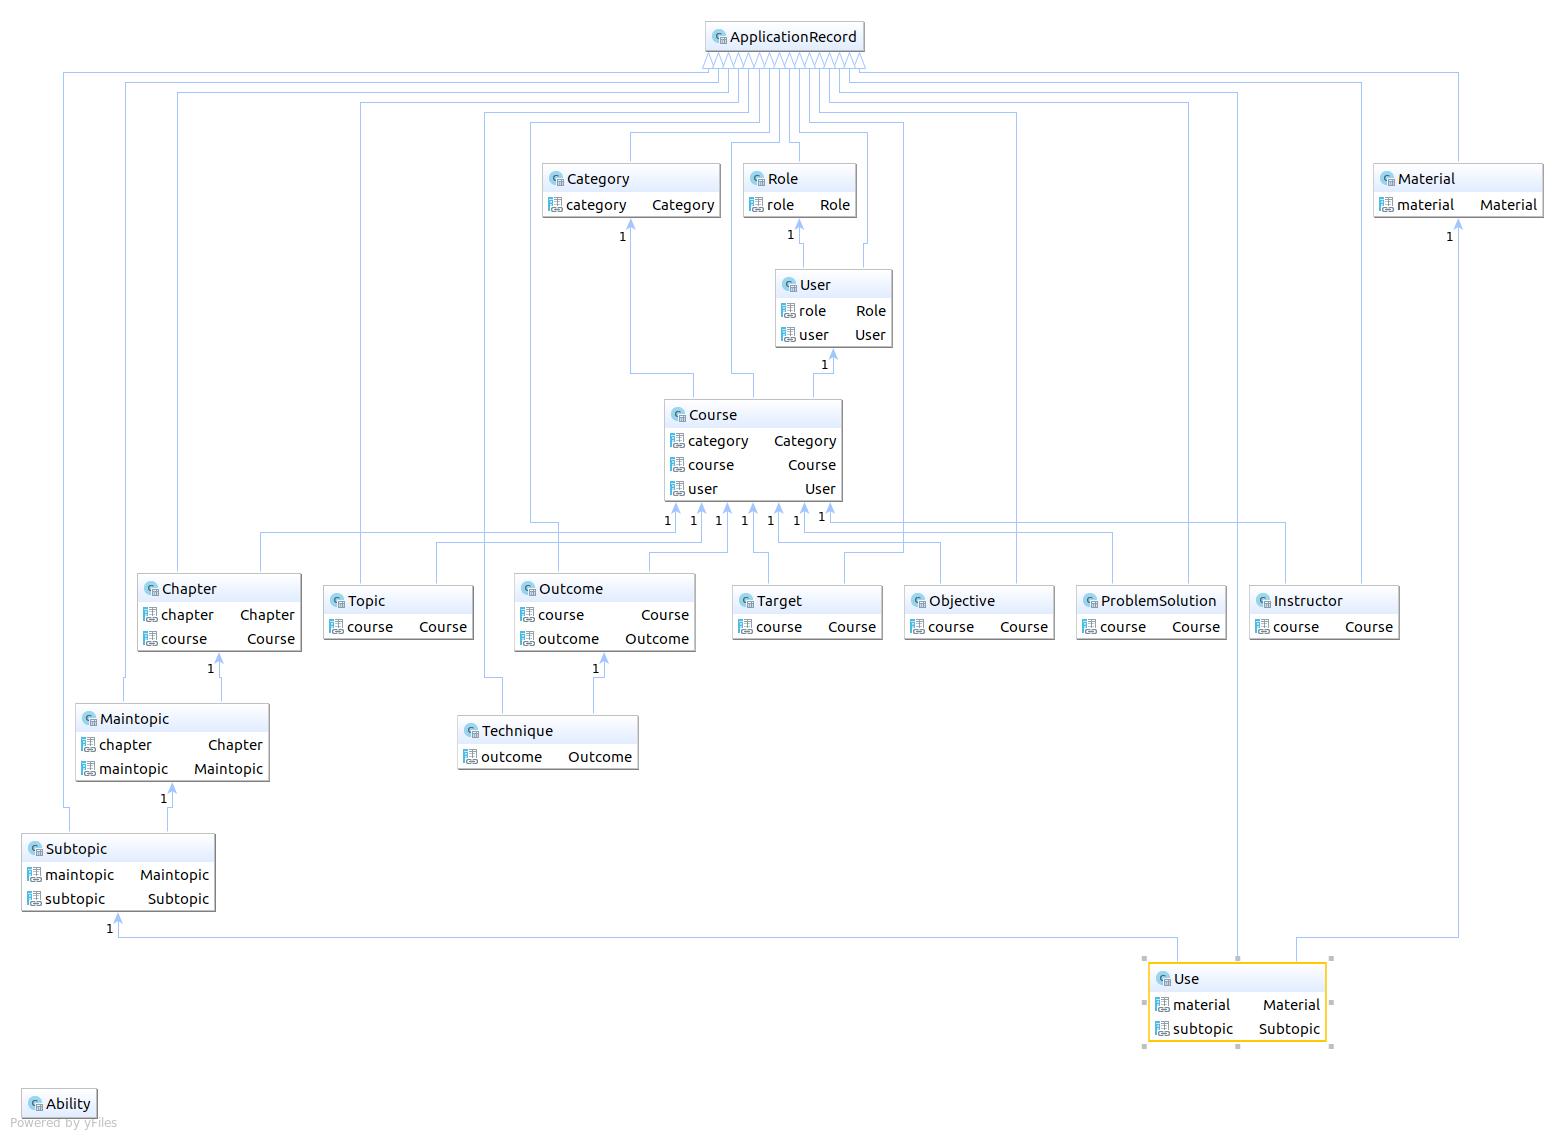 ApplicationRecord
Category
category Category
Role
role Role
Material
material Material
1
1
1
User
role Role
user User
1
Course
category Category
course Course
user User
1 1 1 1 1 1 1
Chapter
chapter Chapter
course Course
Topic
course Course
Outcome
course Course
outcome Outcome
Target
course Course
Objective
course Course
ProblemSolution
course Course
Instructor
course Course
1
1
Maintopic
chapter Chapter
maintopic Maintopic
Technique
outcome Outcome
1
Subtopic
maintopic Maintopic
subtopic Subtopic
1
Use
material Material
subtopic Subtopic
Ability
Powered by yFiles